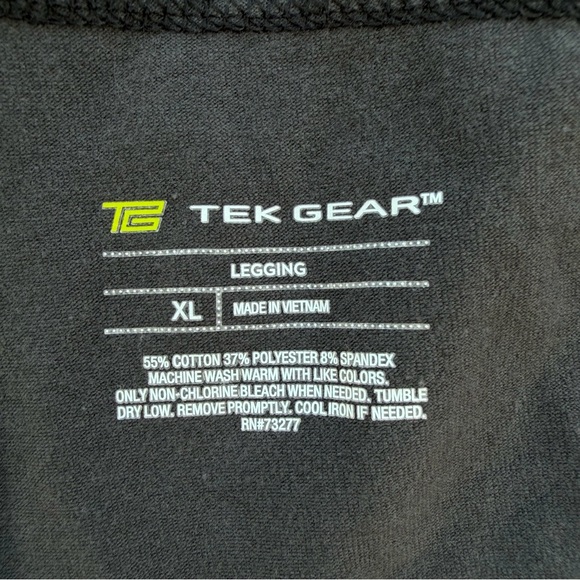 TG TEK GEAR™
LEGGING
XL MADE IN VIETNAM
55% COTTON 37% POLYESTER 8% SPANDEX
MACHINE WASH WARM WITH LIKE COLORS.
ONLY NON-CHLORINE BLEACH WHEN NEEDED. TUMBLE
DRY LOW. REMOVE PROMPTLY. COOL IRON IF NEEDED.
RN#73277